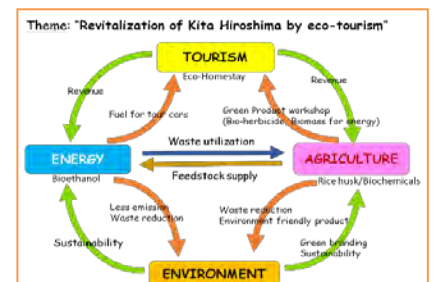 Theme: "Revitalization of Kita Hiroshima by eco-tourism"
TOURISM
Eco-Homestay
Revenue
Revenue
Fuel for tour cars
Green Product workshop
(Bio-herbicide, Biomass for energy)
Waste utilization
ENERGY
AGRICULTURE
Bioethanol
Feedstock supply
Rice husk/Biochemicals
Less emission
Waste reduction
Waste reduction
Environment friendly product
Sustainability
Green branding
Sustainability
ENVIRONMENT